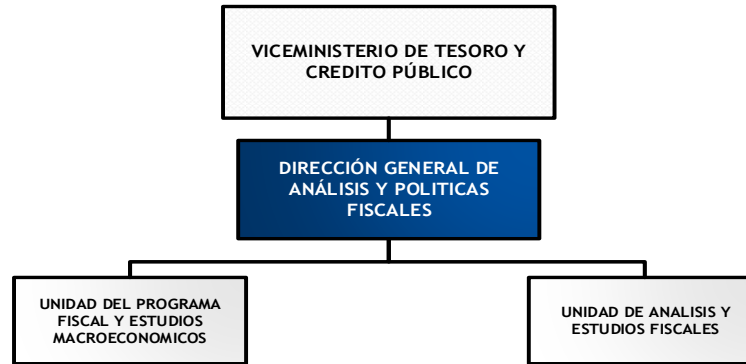 VICEMINISTERIO DE TESORO Y
CREDITO PÚBLICO
DIRECCIÓN GENERAL DE
ANÁLISIS Y POLITICAS
FISCALES
UNIDAD DEL PROGRAMA
FISCAL Y ESTUDIOS
MACROECONOMICOS
UNIDAD DE ANALISIS Y
ESTUDIOS FISCALES